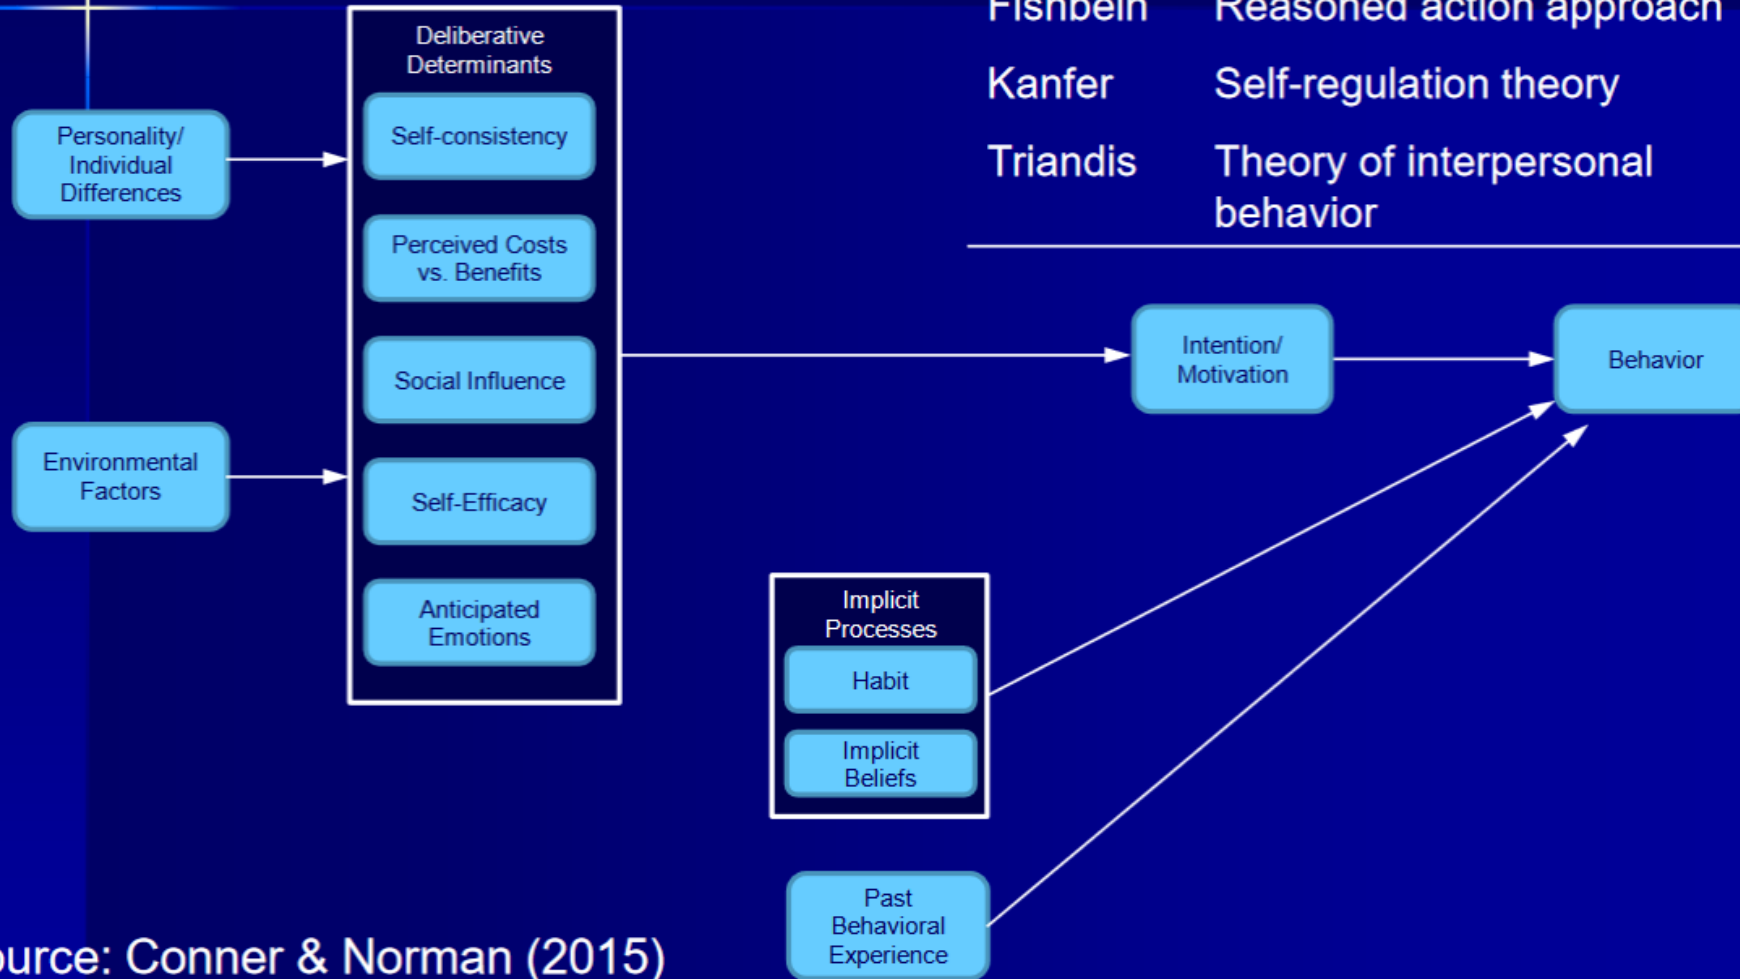 Fishbein Reasoned action approach
Kanfer Self-regulation theory
Triandis Theory of interpersonal
behavior
Deliberative
Determinants
Personality/
Individual
Differences
Self-consistency
Perceived Costs
vs. Benefits
Social Influence
Environmental
Factors
Self-Efficacy
Anticipated
Emotions
Intention/
Motivation
Behavior
Implicit
Processes
Habit
Implicit
Beliefs
Past
Behavioral
Experience
ource: Conner & Norman (2015)